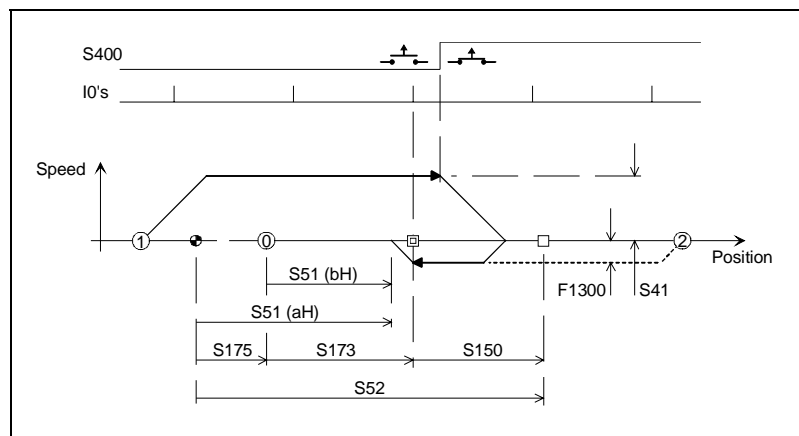 S400
I0's
Speed
1
0
2
Position
S51 (bH)
F1300
S41
S51 (aH)
S175
S173
S150
S52